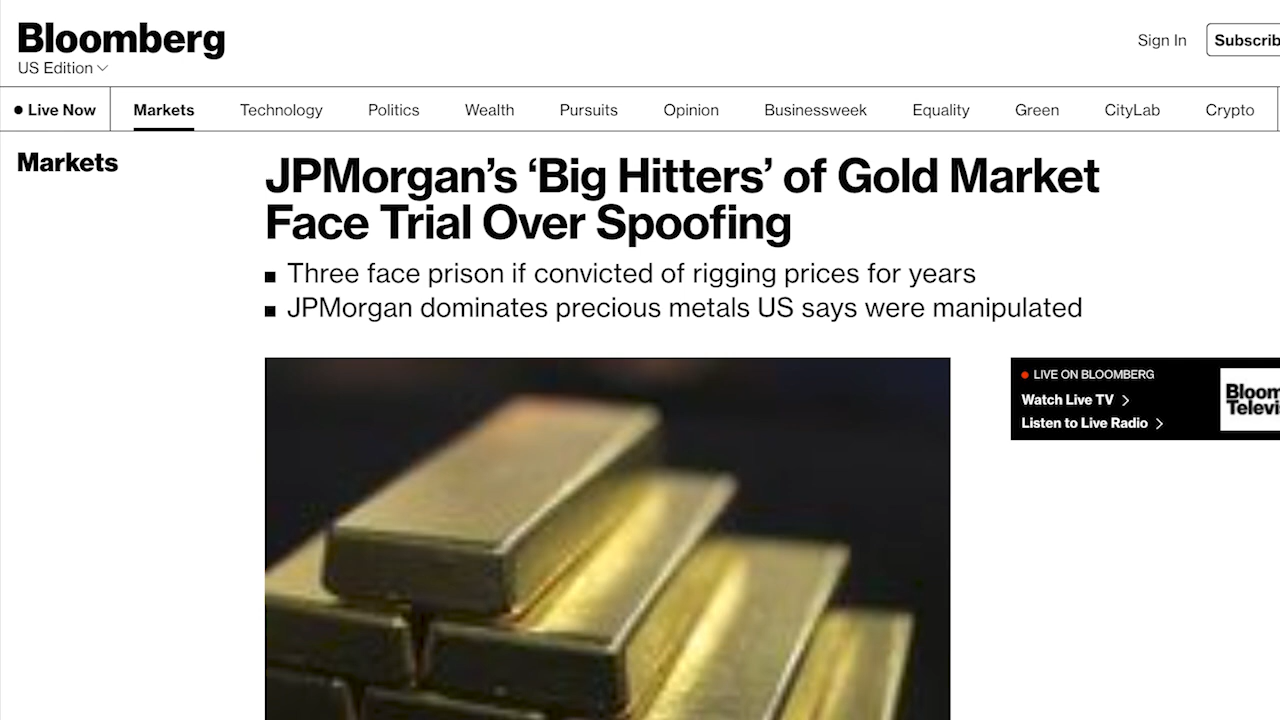 Bloomberg
US Edition
Sign In
Live Now
Markets
Technology
Politics
Wealth
Pursuits
Opinion
Businessweek
Equality
Green
CityLab
Crypto
Markets
JPMorgan's 'Big Hitters' of Gold Market
Face Trial Over Spoofing
Three face prison if convicted of rigging prices for years
JPMorgan dominates precious metals US says were manipulated
LIVE ON BLOOMBERG
Watch Live TV
Listen to Live Radio